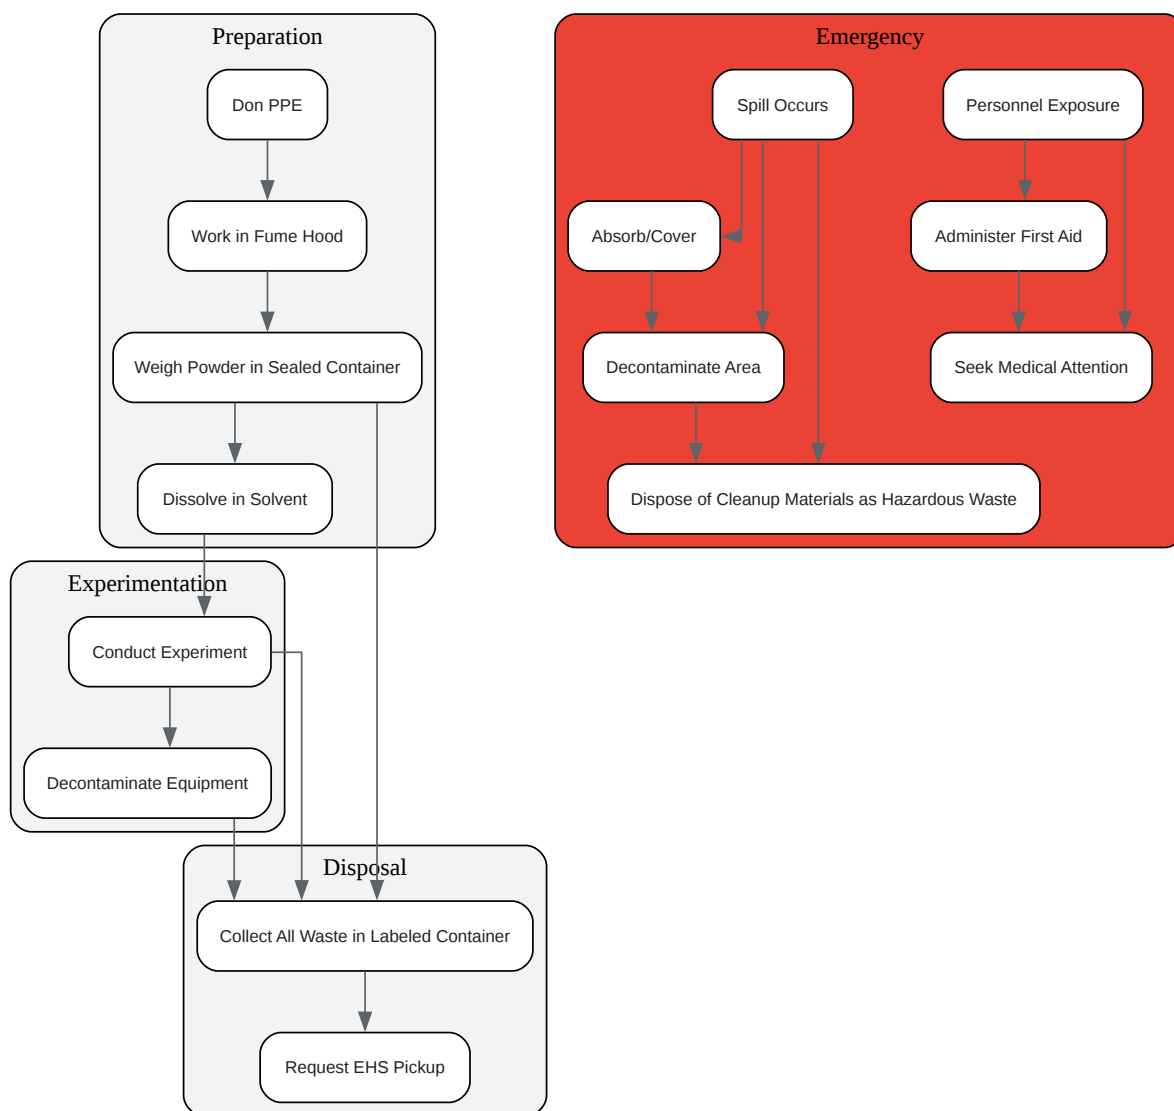 Preparation
Don PPE
Work in Fume Hood
Weigh Powder in Sealed Container
Dissolve in Solvent
Experimentation
Conduct Experiment
Decontaminate Equipment
Disposal
Collect All Waste in Labeled Container
Request EHS Pickup
Emergency
Spill Occurs
Personnel Exposure
Absorb/Cover
Administer First Aid
Decontaminate Area
Seek Medical Attention
Dispose of Cleanup Materials as Hazardous Waste